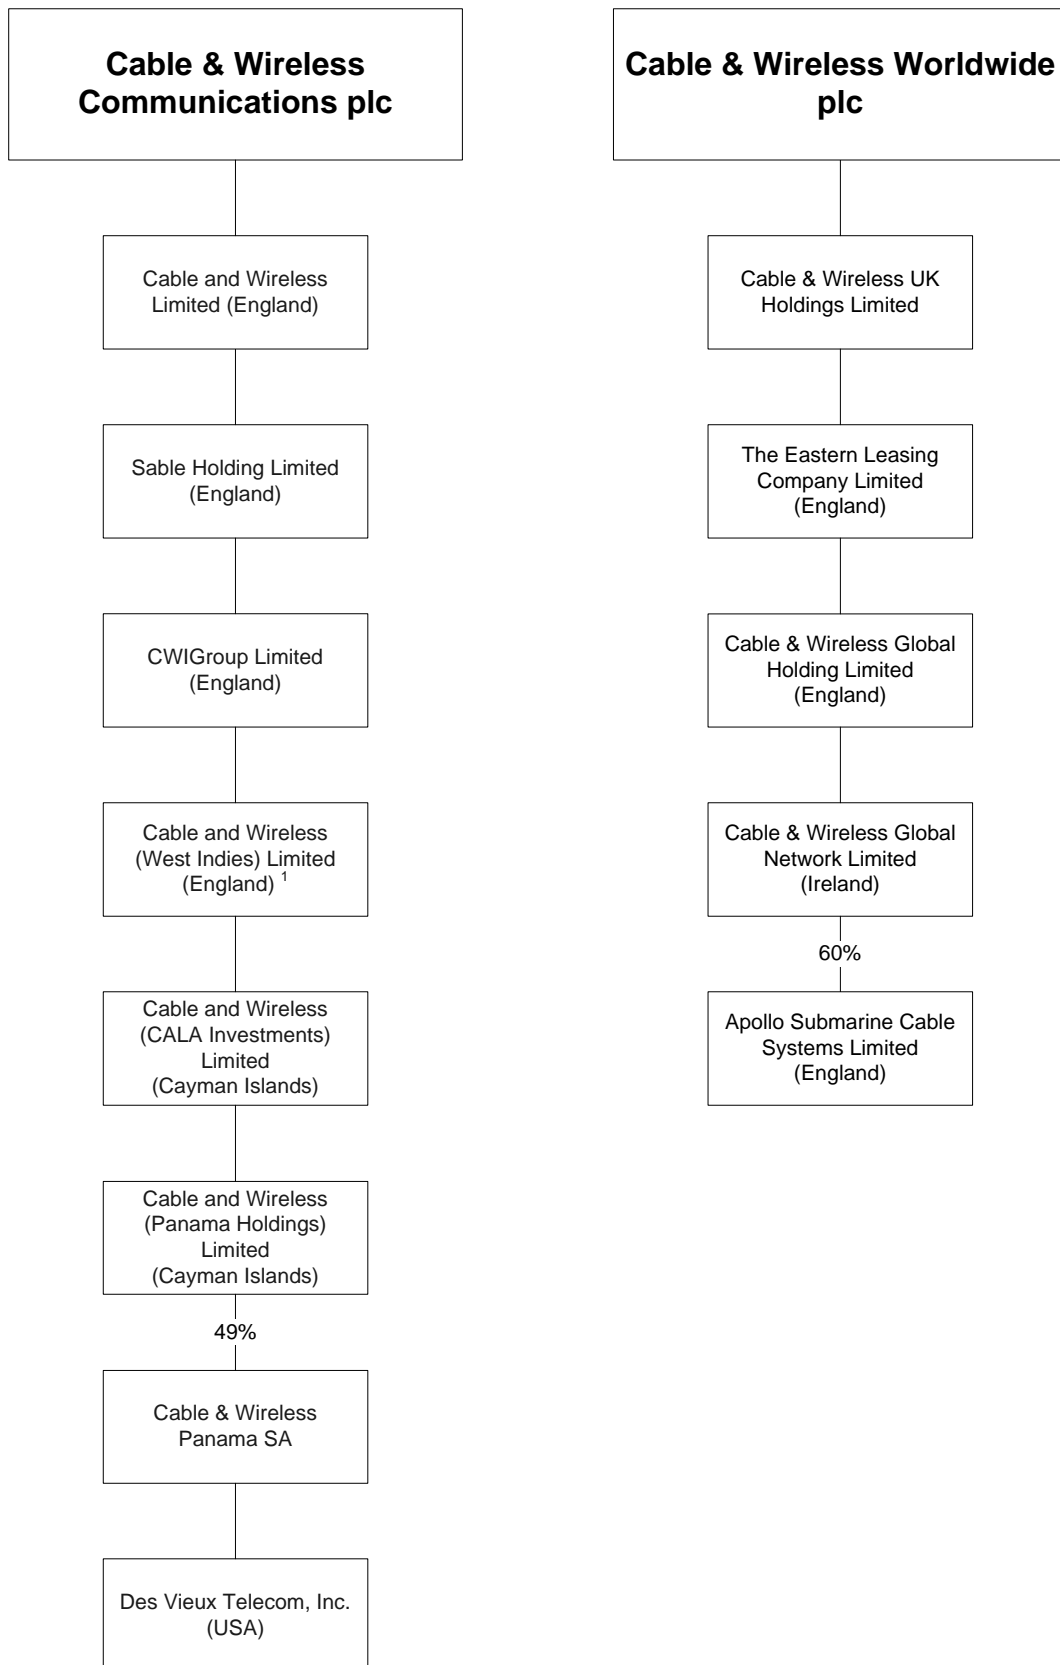 Cable & Wireless
Communications plc
Cable and Wireless
Limited (England)
Sable Holding Limited
(England)
CWIGroup Limited
(England)
Cable and Wireless
(West Indies) Limited
(England) 1
Cable and Wireless
(CALA Investments)
Limited
(Cayman Islands)
Cable and Wireless
(Panama Holdings)
Limited
(Cayman Islands)
49%
Cable & Wireless
Panama SA
Des Vieux Telecom, Inc.
(USA)
Cable & Wireless Worldwide
plc
Cable & Wireless UK
Holdings Limited
The Eastern Leasing
Company Limited
(England)
Cable & Wireless Global
Holding Limited
(England)
Cable & Wireless Global
Network Limited
(Ireland)
60%
Apollo Submarine Cable
Systems Limited
(England)